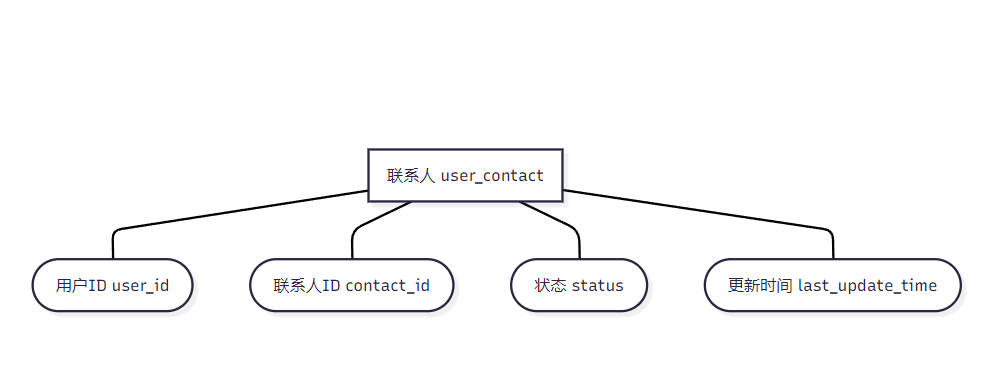 联系人 user_contact
用户ID user_id
联系人ID contact_id
状态 status
更新时间 last_update_time